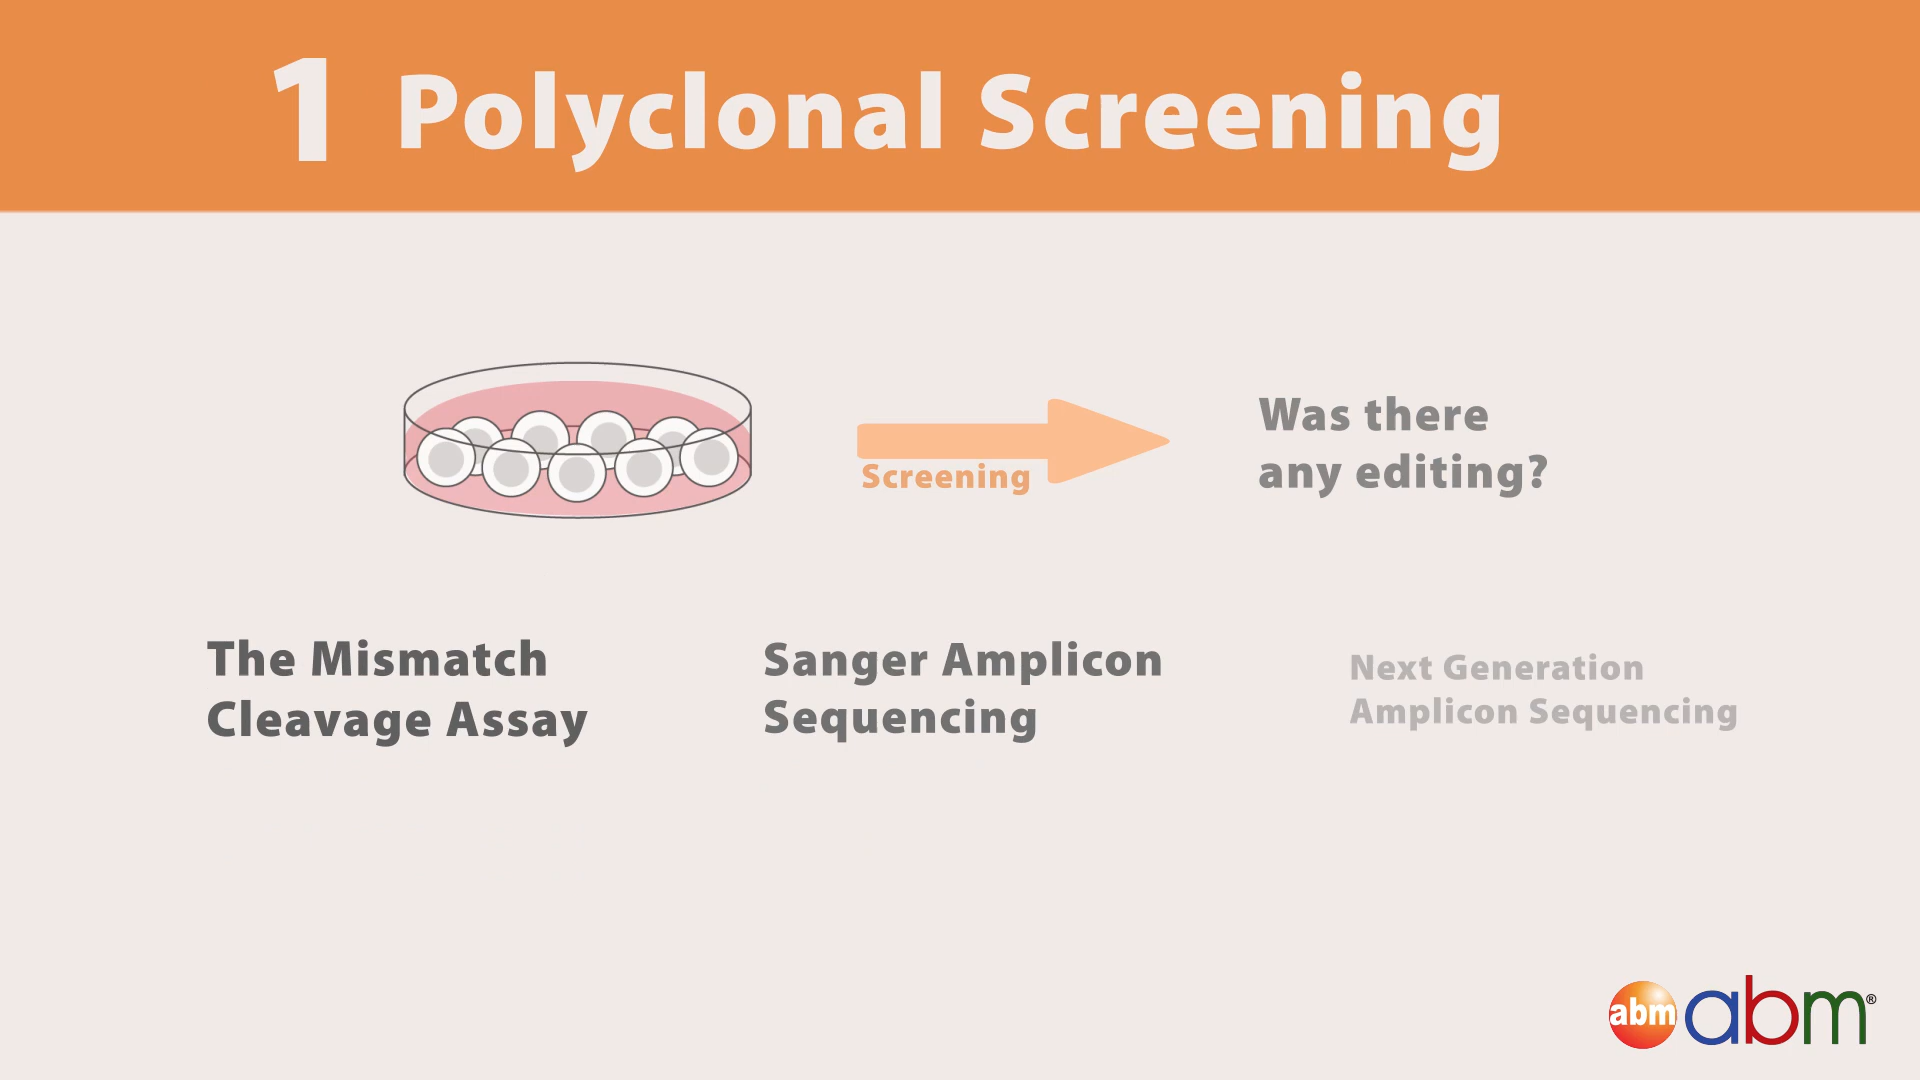 1 Polyclonal Screening
Screening
Was there
any editing?
The Mismatch
Cleavage Assay
Sanger Amplicon
Sequencing
Next Generation
Amplicon Sequencing
abm abm®